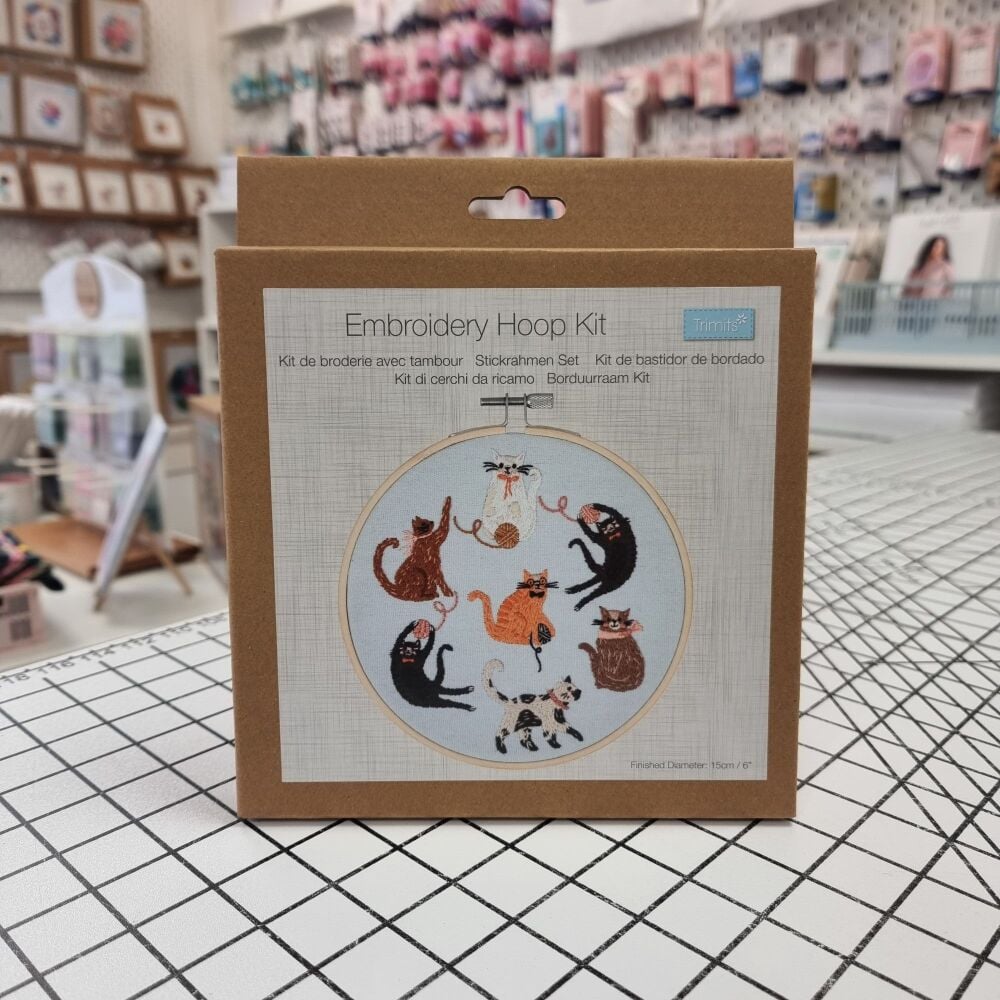 Embroidery Hoop Kit
Trimits
Kit de broderie avec tambour Stickrahmen Set Kit de bastidor de bordado
Kit di cerchi da ricamo Borduurraam Kit
Finished Diameter: 15cm / 6"